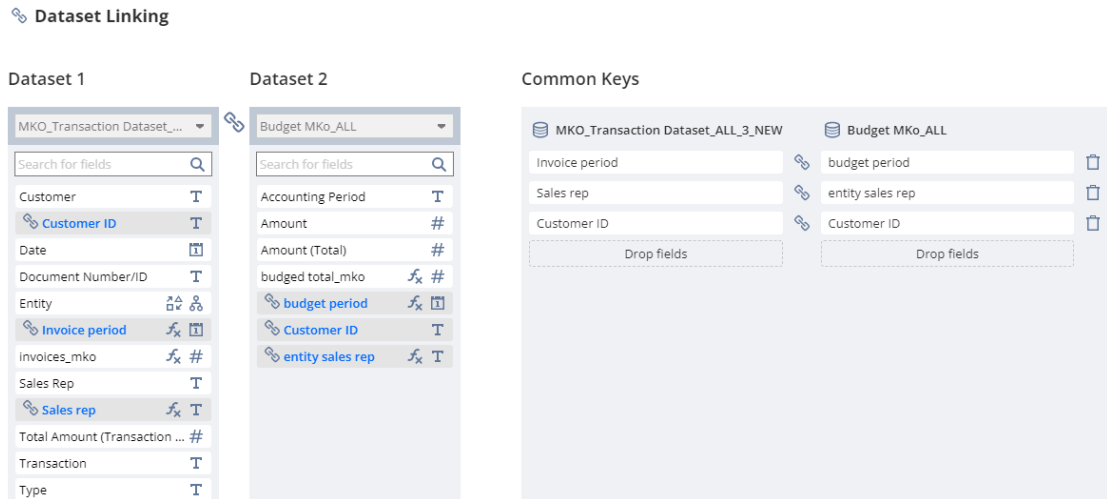 Dataset Linking
Dataset 1
Dataset 2
Common Keys
MKO_Transaction Dataset_...
Budget MKo_ALL
MKO_Transaction Dataset_ALL_3_NEW
Budget MKo_ALL
Search for fields
Search for fields
Invoice period
budget period
Sales rep
entity sales rep
Customer ID
Customer ID
Drop fields
Drop fields
Customer
Customer ID
Date
Document Number/ID
Entity
Invoice period
invoices_mko
Sales Rep
Sales rep
Total Amount (Transaction ...
Transaction
Type
Accounting Period
Amount
Amount (Total)
budged total_mko
budget period
Customer ID
entity sales rep